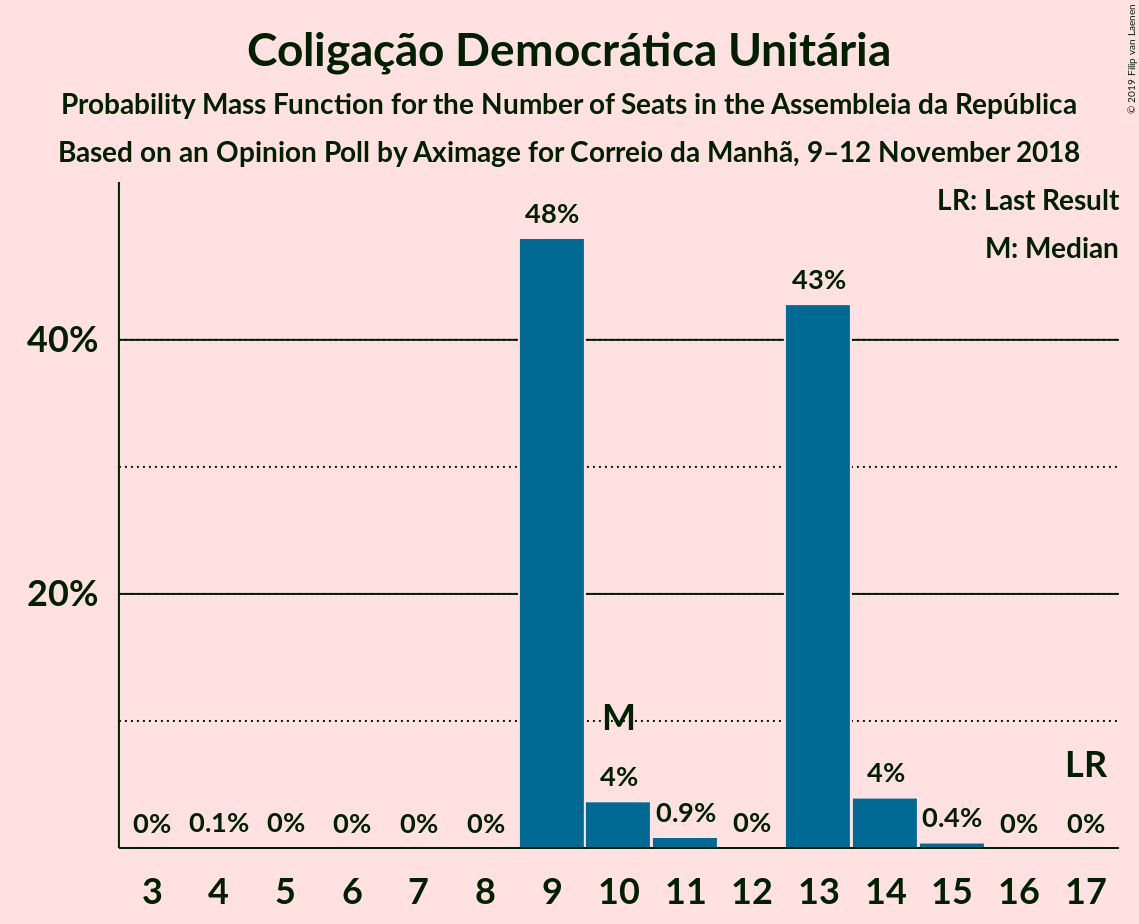 Coligação Democrática Unitária
Probability Mass Function for the Number of Seats in the Assembleia da República
Based on an Opinion Poll by Aximage for Correio da Manhã, 9–12 November 2018
© 2019 Filip van Laenen
LR: Last Result
M: Median
40%
20%
0% 0.1% 0% 0% 0% 0% 48% 4% 0.9% 0% 43% 4% 0.4% 0% 0%
M
LR
3 4 5 6 7 8 9 10 11 12 13 14 15 16 17